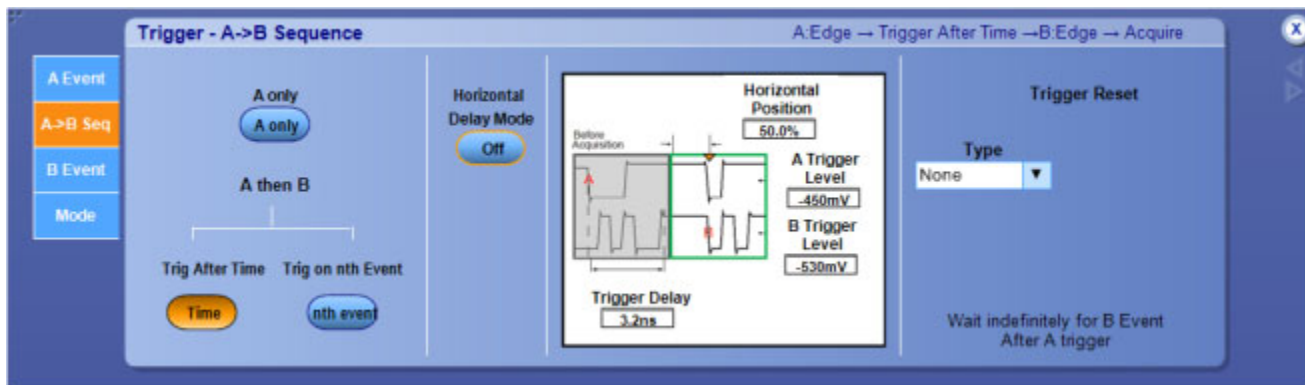 Trigger - A->B Sequence
A:Edge → Trigger After Time →B:Edge → Acquire
X
A Event
A->B Seq
B Event
Mode
A only
A only
A then B
Trig After Time
Trig on nth Event
Time
nth event
Horizontal
Delay Mode
Off
Horizontal
Position
50.0%
Before
Acquisition
A
B
A Trigger
Level
-450mV
B Trigger
Level
-530mV
Trigger Delay
3.2ns
Trigger Reset
Type
None
Wait indefinitely for B Event
After A trigger